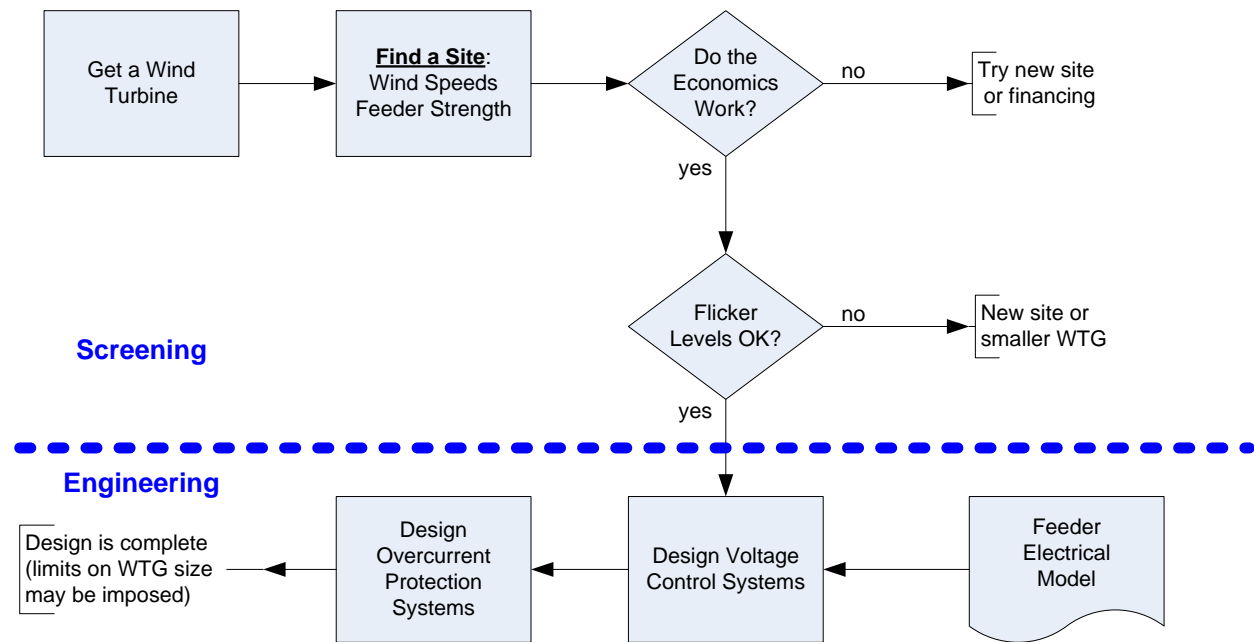 Get a Wind
Turbine
Find a Site:
Wind Speeds
Feeder Strength
Do the
Economics
Work?
no
Try new site
or financing
yes
Flicker
Levels OK?
no
New site or
smaller WTG
Screening
yes
Engineering
Design is complete
(limits on WTG size
may be imposed)
Design
Overcurrent
Protection
Systems
Design Voltage
Control Systems
Feeder
Electrical
Model